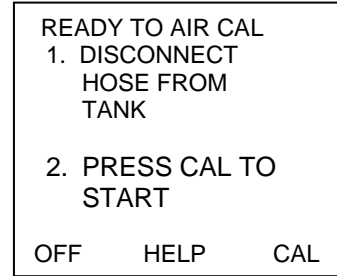 READY TO AIR CAL
1. DISCONNECT
HOSE FROM
TANK
2. PRESS CAL TO
START
OFF HELP CAL